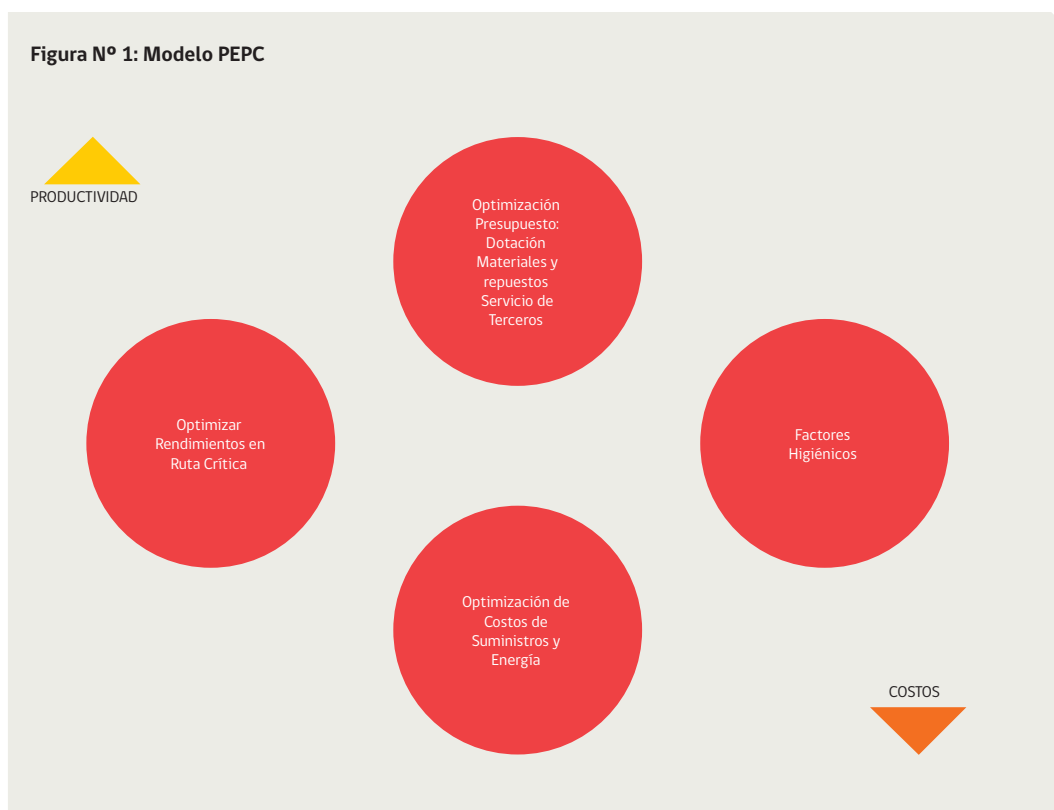 Figura Nº 1: Modelo PEPC
PRODUCTIVIDAD
Optimización
Presupuesto:
Dotación
Materiales y
repuestos
Servicio de
Terceros
Optimizar
Rendimientos en
Ruta Crítica
Factores
Higiénicos
Optimización de
Costos de
Suministros y
Energía
COSTOS